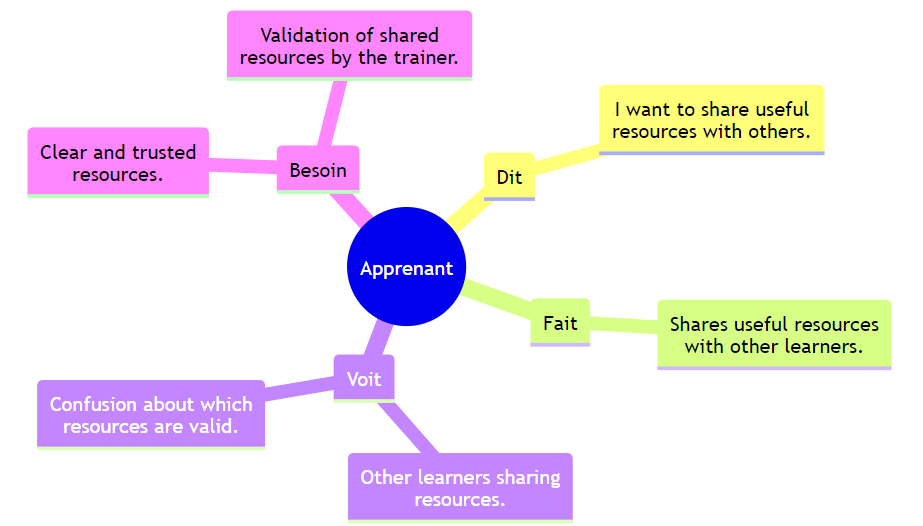 Validation of shared
resources by the trainer.
Clear and trusted
resources.
Besoin
I want to share useful
resources with others.
Dit
Apprenant
Fait
Shares useful resources
with other learners.
Voit
Confusion about which
resources are valid.
Other learners sharing
resources.